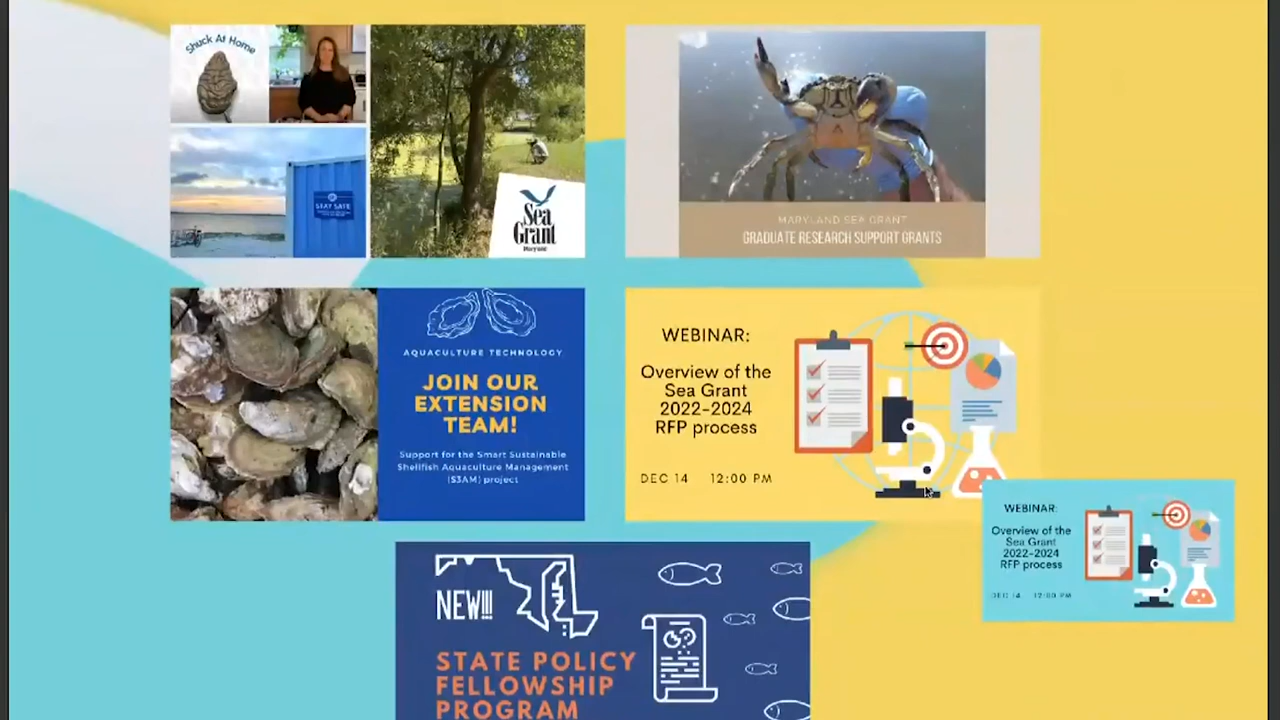 Shuck At Home
STAY SAFE
Sea
Grant
Maryland
MARYLAND SEA GRANT
GRADUATE RESEARCH SUPPORT GRANTS
AQUACULTURE TECHNOLOGY
JOIN OUR
EXTENSION
TEAM!
Support for the Smart Sustainable
Shellfish Aquaculture Management
(S3AM) project
WEBINAR:
Overview of the
Sea Grant
2022-2024
RFP process
DEC 14 12:00 PM
WEBINAR:
Overview of the
Sea Grant
2022-2024
RFP process
DEC 14 12:00 PM
NEW!!!
STATE POLICY
FELLOWSHIP
PROGRAM